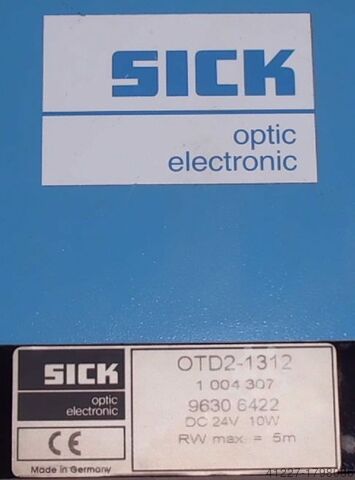 SICK
optic
electronic
SICK
optic
electronic
CE
Made in Germany
OTD2-1312
1 004 307
9630 6422
DC 24V 10W
RW max = 5m